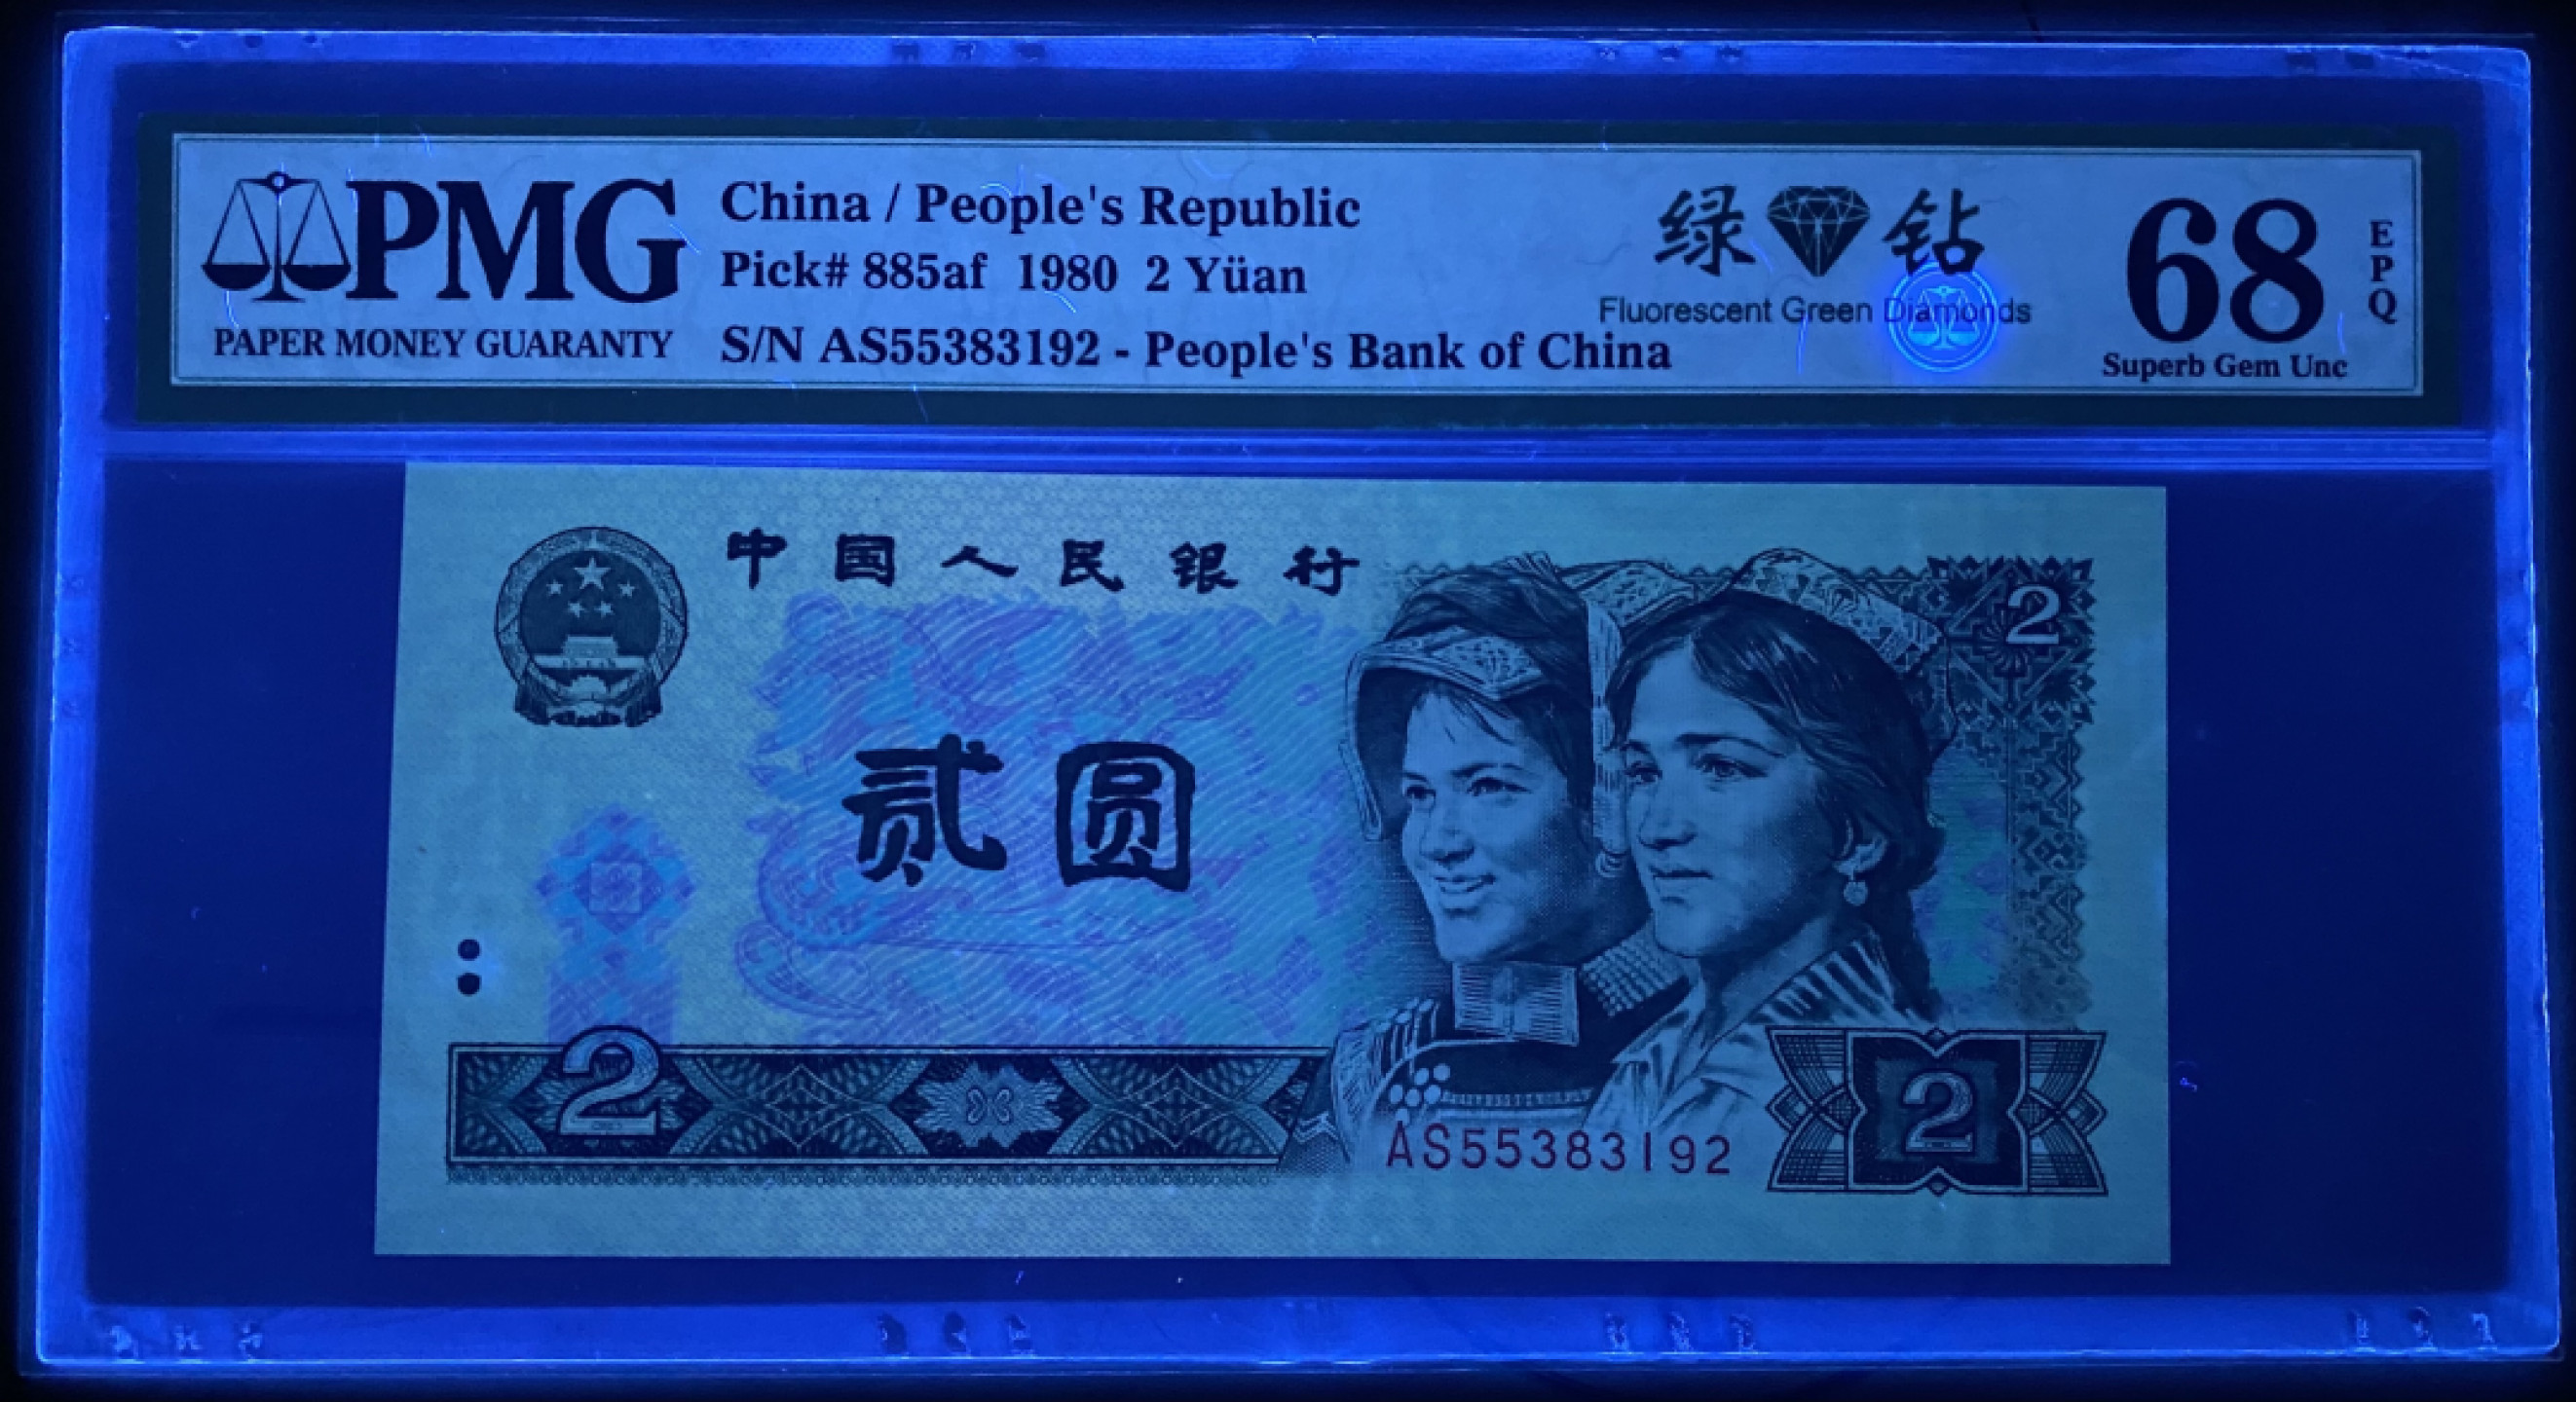 PMG
PAPER MONEY GUARANTY
China / People's Republic
Pick# 885af 1980 2 Yüan
S/N AS55383192 - People's Bank of China
绿 钻
Fluorescent Green Diamonds
68
EPQ
Superb Gem Unc
中国人民银行
2
贰圆
2
2
AS55383192